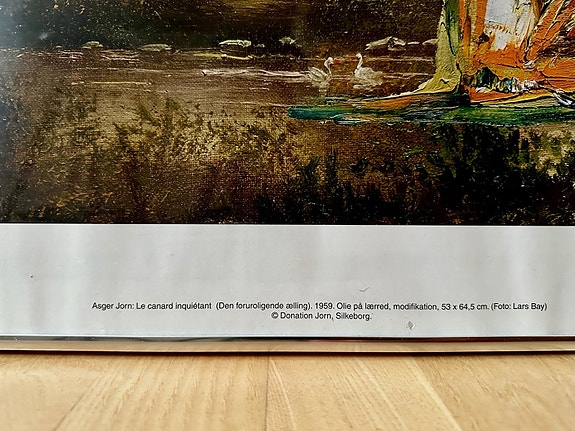 Asger Jorn: Le canard inquiétant (Den foruroligende ælling). 1959. Olie på lærred, modifikation, 53 x 64,5 cm. (Foto: Lars Bay)
© Donation Jorn, Silkeborg.